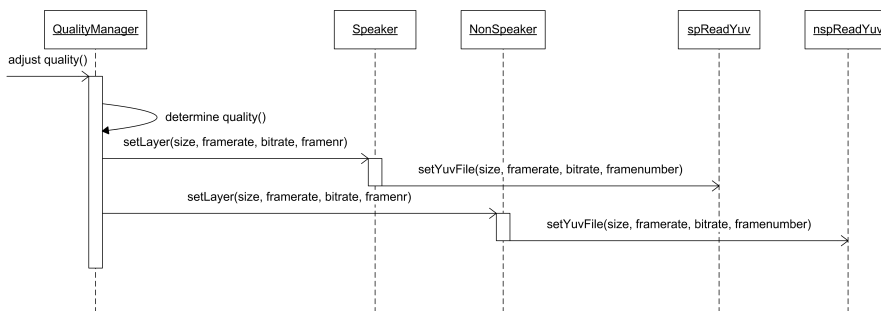 QualityManager
Speaker
NonSpeaker
spReadYuv
nspReadYuv
adjust quality()
determine quality()
setLayer(size, framerate, bitrate, framenr)
setYuvFile(size, framerate, bitrate, framenumber)
setLayer(size, framerate, bitrate, framenr)
setYuvFile(size, framerate, bitrate, framenumber)